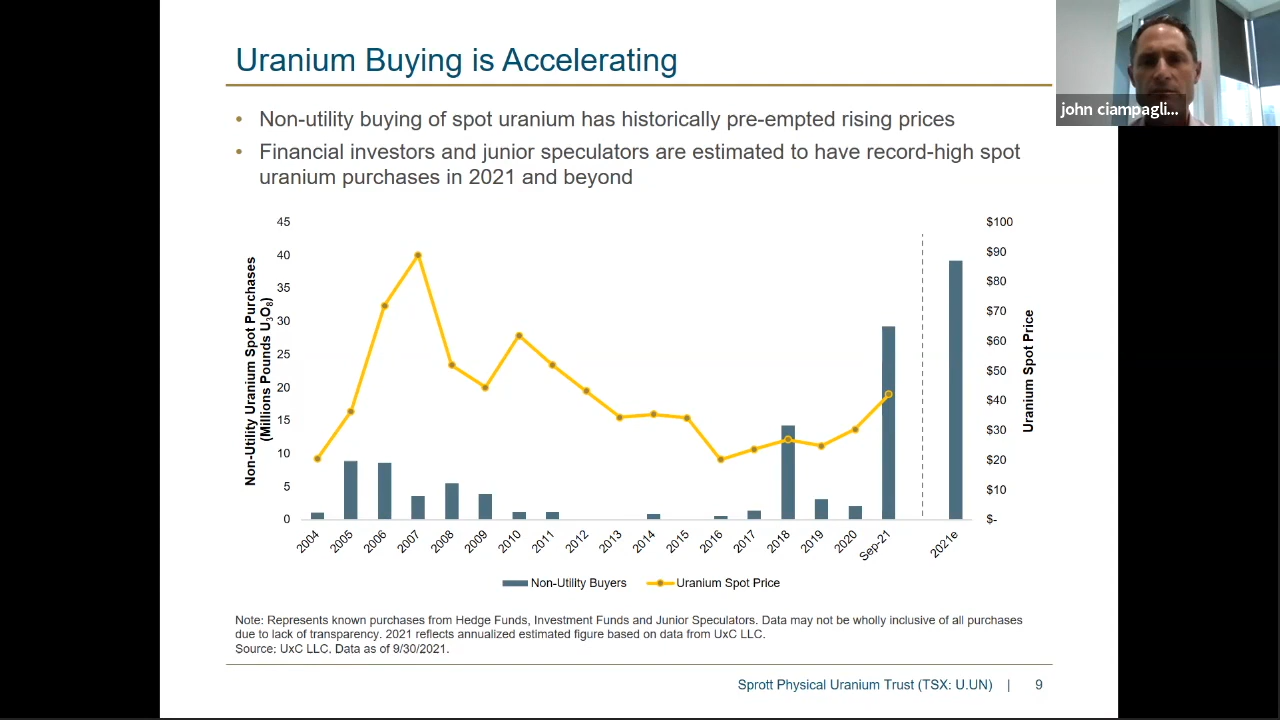 Uranium Buying is Accelerating
john ciampagli...
• Non-utility buying of spot uranium has historically pre-empted rising prices
• Financial investors and junior speculators are estimated to have record-high spot
uranium purchases in 2021 and beyond
Non-Utility Uranium Spot Purchases
(Millions Pounds U₃O₈)
45
40
35
30
25
20
15
10
5
0
$100
$90
$80
$70
$60
$50
$40
$30
$20
$10
$-
Uranium Spot Price
2004
2005
2006
2007
2008
2009
2010
2011
2012
2013
2014
2015
2016
2017
2018
2019
2020
Sep-21
2021e
Non-Utility Buyers
Uranium Spot Price
Note: Represents known purchases from Hedge Funds, Investment Funds and Junior Speculators. Data may not be wholly inclusive of all purchases
due to lack of transparency. 2021 reflects annualized estimated figure based on data from UxC LLC.
Source: UxC LLC. Data as of 9/30/2021.
Sprott Physical Uranium Trust (TSX: U.UN) | 9